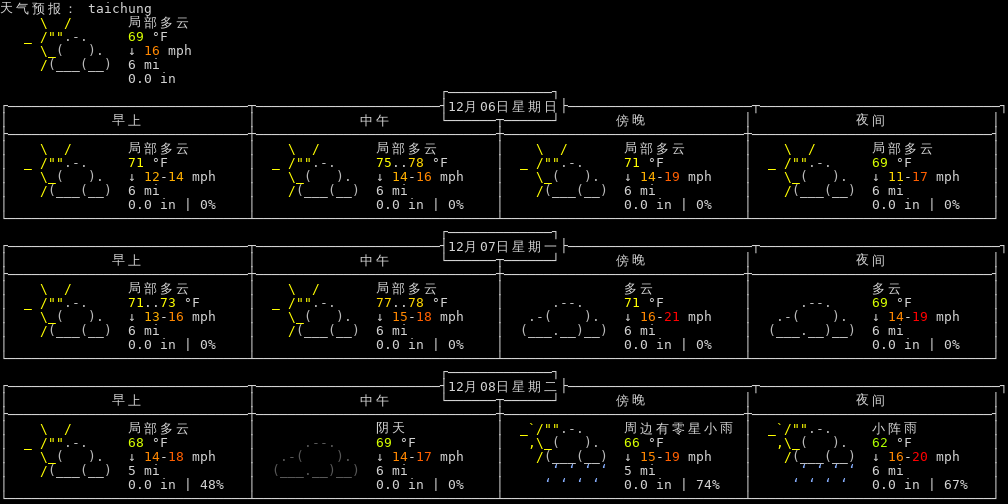 天气预报： taichung
局部多云
69 °F
↓ 16 mph
6 mi
0.0 in
12月06日星期日
早上 中午 傍晚 夜间
局部多云 局部多云 局部多云 局部多云
71 °F 75..78 °F 71 °F 69 °F
↓ 12-14 mph ↓ 14-16 mph ↓ 14-19 mph ↓ 11-17 mph
6 mi 6 mi 6 mi 6 mi
0.0 in | 0% 0.0 in | 0% 0.0 in | 0% 0.0 in | 0%
12月07日星期一
早上 中午 傍晚 夜间
局部多云 局部多云 多云 多云
71..73 °F 77..78 °F 71 °F 69 °F
↓ 13-16 mph ↓ 15-18 mph ↓ 16-21 mph ↓ 14-19 mph
6 mi 6 mi 6 mi 6 mi
0.0 in | 0% 0.0 in | 0% 0.0 in | 0% 0.0 in | 0%
12月08日星期二
早上 中午 傍晚 夜间
局部多云 阴天 周边有零星小雨 小阵雨
68 °F 69 °F 66 °F 62 °F
↓ 14-18 mph ↓ 14-17 mph ↓ 15-19 mph ↓ 16-20 mph
5 mi 6 mi 5 mi 6 mi
0.0 in | 48% 0.0 in | 0% 0.0 in | 74% 0.0 in | 67%